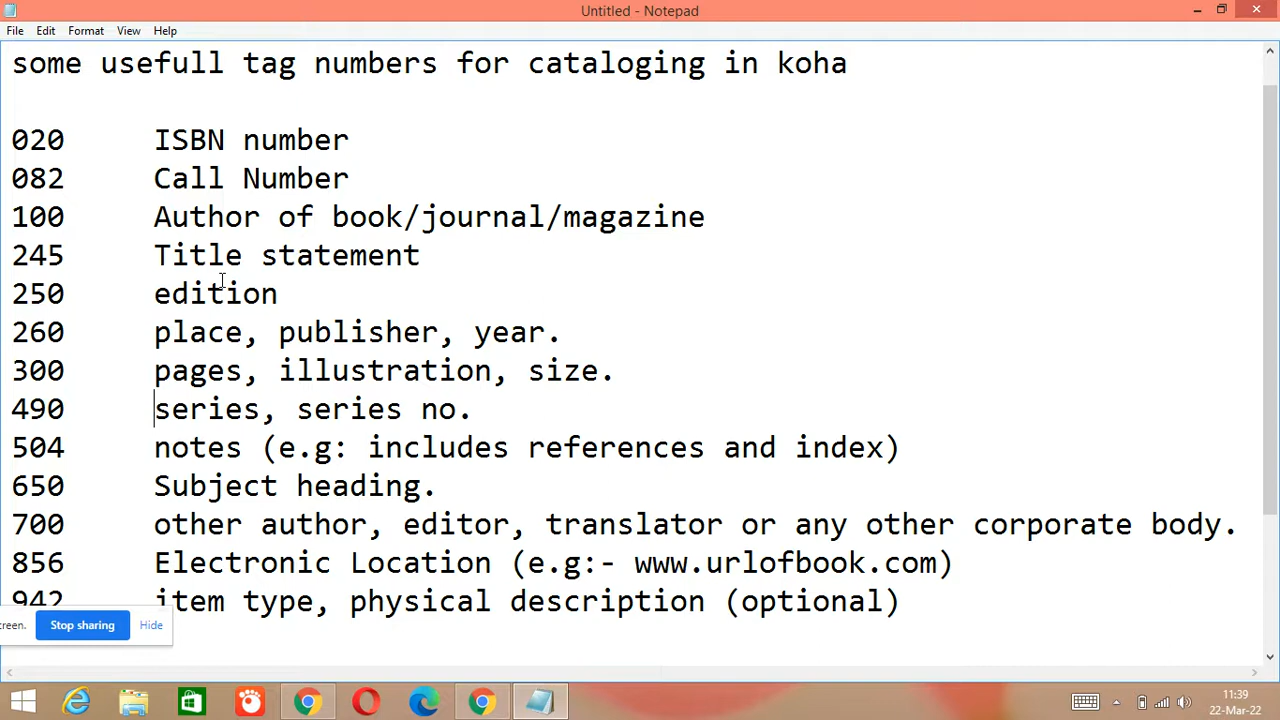 Untitled - Notepad
File Edit Format View Help
some usefull tag numbers for cataloging in koha
020 ISBN number
082 Call Number
100 Author of book/journal/magazine
245 Title statement
250 edition
260 place, publisher, year.
300 pages, illustration, size.
490 series, series no.
504 notes (e.g: includes references and index)
650 Subject heading.
700 other author, editor, translator or any other corporate body.
856 Electronic Location (e.g:- www.urlofbook.com)
942 item type, physical description (optional)
creen. Stop sharing Hide
11:39
22-Mar-22